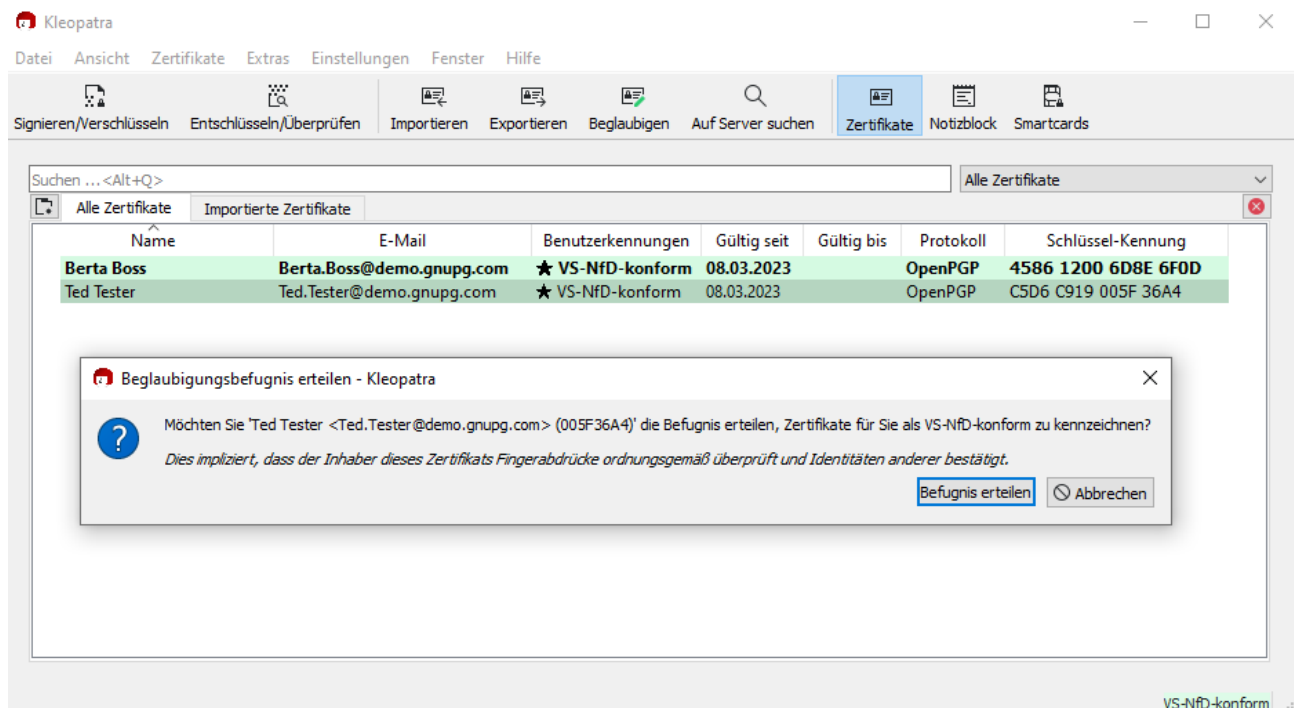 Kleopatra
Datei Ansicht Zertifikate Extras Einstellungen Fenster Hilfe
Signieren/Verschlüsseln Entschlüsseln/Überprüfen Importieren Exportieren Beglaubigen Auf Server suchen Zertifikate Notizblock Smartcards
Suchen ...<Alt+Q> Alle Zertifikate
Alle Zertifikate Importierte Zertifikate
Name E-Mail Benutzerkennungen Gültig seit Gültig bis Protokoll Schlüssel-Kennung
Berta Boss Berta.Boss@demo.gnupg.com ★ VS-NfD-konform 08.03.2023 OpenPGP 4586 1200 6D8E 6F0D
Ted Tester Ted.Tester@demo.gnupg.com ★ VS-NfD-konform 08.03.2023 OpenPGP C5D6 C919 005F 36A4
Beglaubigungsbefugnis erteilen - Kleopatra
Möchten Sie 'Ted Tester <Ted.Tester@demo.gnupg.com> (005F36A4)' die Befugnis erteilen, Zertifikate für Sie als VS-NfD-konform zu kennzeichnen?
Dies impliziert, dass der Inhaber dieses Zertifikats Fingerabdrücke ordnungsgemäß überprüft und Identitäten anderer bestätigt.
Befugnis erteilen Abbrechen
VS-NfD-konform